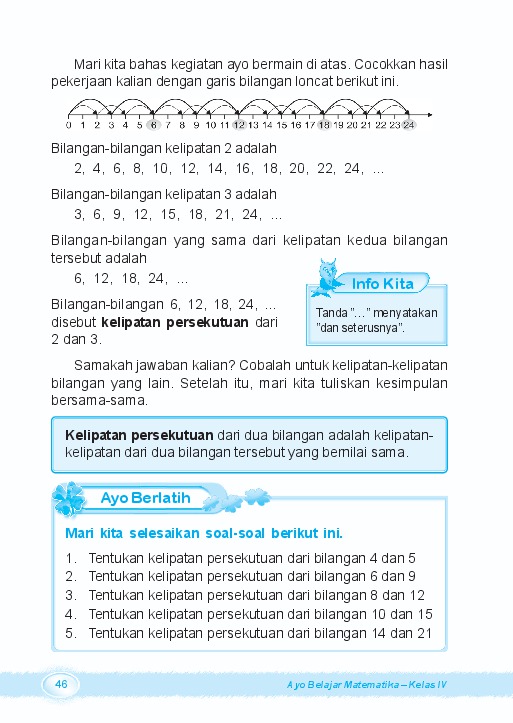 Mari kita bahas kegiatan ayo bermain di atas. Cocokkan hasil
pekerjaan kalian dengan garis bilangan loncat berikut ini.
0 1 2 3 4 5 6 7 8 9 10 11 12 13 14 15 16 17 18 19 20 21 22 23 24
Bilangan-bilangan kelipatan 2 adalah
2, 4, 6, 8, 10, 12, 14, 16, 18, 20, 22, 24, ...
Bilangan-bilangan kelipatan 3 adalah
3, 6, 9, 12, 15, 18, 21, 24, ...
Bilangan-bilangan yang sama dari kelipatan kedua bilangan
tersebut adalah
6, 12, 18, 24, ...
Bilangan-bilangan 6, 12, 18, 24, ...
disebut kelipatan persekutuan dari
2 dan 3.
Info Kita
Tanda "..." menyatakan
"dan seterusnya".
Samakah jawaban kalian? Cobalah untuk kelipatan-kelipatan
bilangan yang lain. Setelah itu, mari kita tuliskan kesimpulan
bersama-sama.
Kelipatan persekutuan dari dua bilangan adalah kelipatan-
kelipatan dari dua bilangan tersebut yang bernilai sama.
Ayo Berlatih
Mari kita selesaikan soal-soal berikut ini.
1. Tentukan kelipatan persekutuan dari bilangan 4 dan 5
2. Tentukan kelipatan persekutuan dari bilangan 6 dan 9
3. Tentukan kelipatan persekutuan dari bilangan 8 dan 12
4. Tentukan kelipatan persekutuan dari bilangan 10 dan 15
5. Tentukan kelipatan persekutuan dari bilangan 14 dan 21
46
Ayo Belajar Matematika – Kelas IV